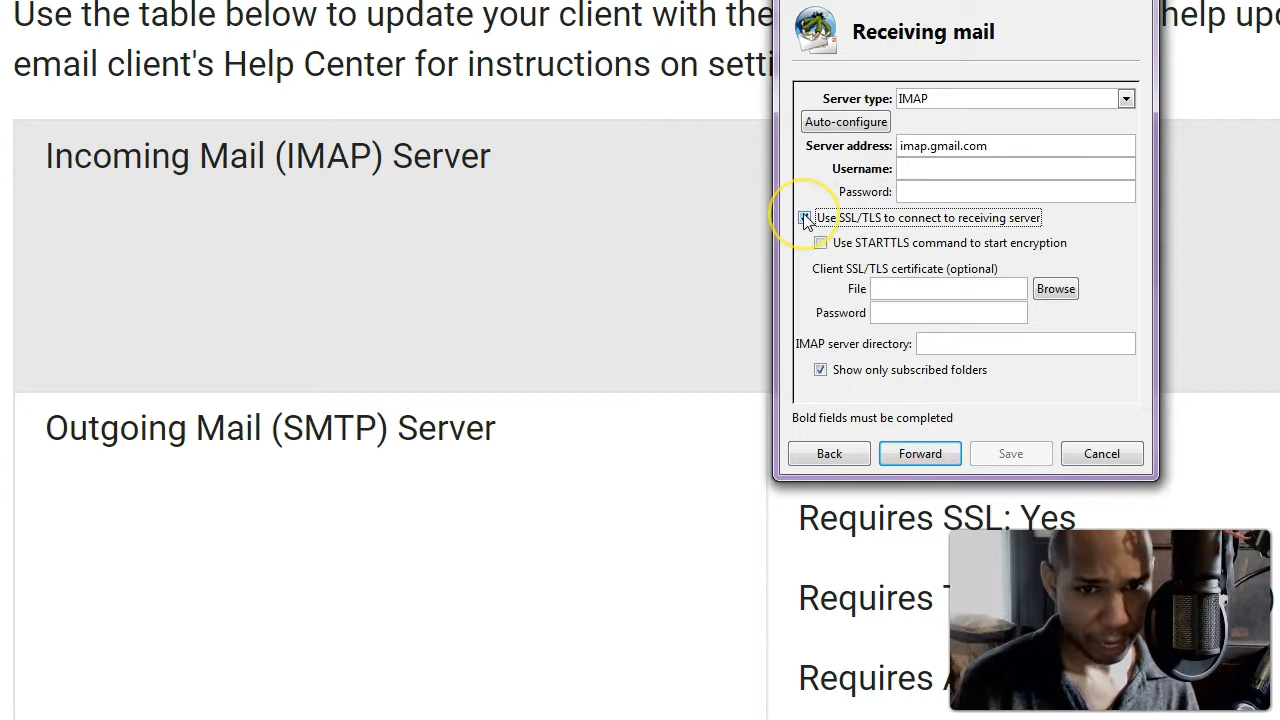 Use the table below to update your client with the
help up
email client's Help Center for instructions on setti
Incoming Mail (IMAP) Server
Outgoing Mail (SMTP) Server
Requires SSL: Yes
Requires
Requires
Receiving mail
Server type: IMAP
Auto-configure
Server address: imap.gmail.com
Username:
Password:
Use SSL/TLS to connect to receiving server
Use STARTTLS command to start encryption
Client SSL/TLS certificate (optional)
File Browse
Password
IMAP server directory:
Show only subscribed folders
Bold fields must be completed
Back Forward Save Cancel